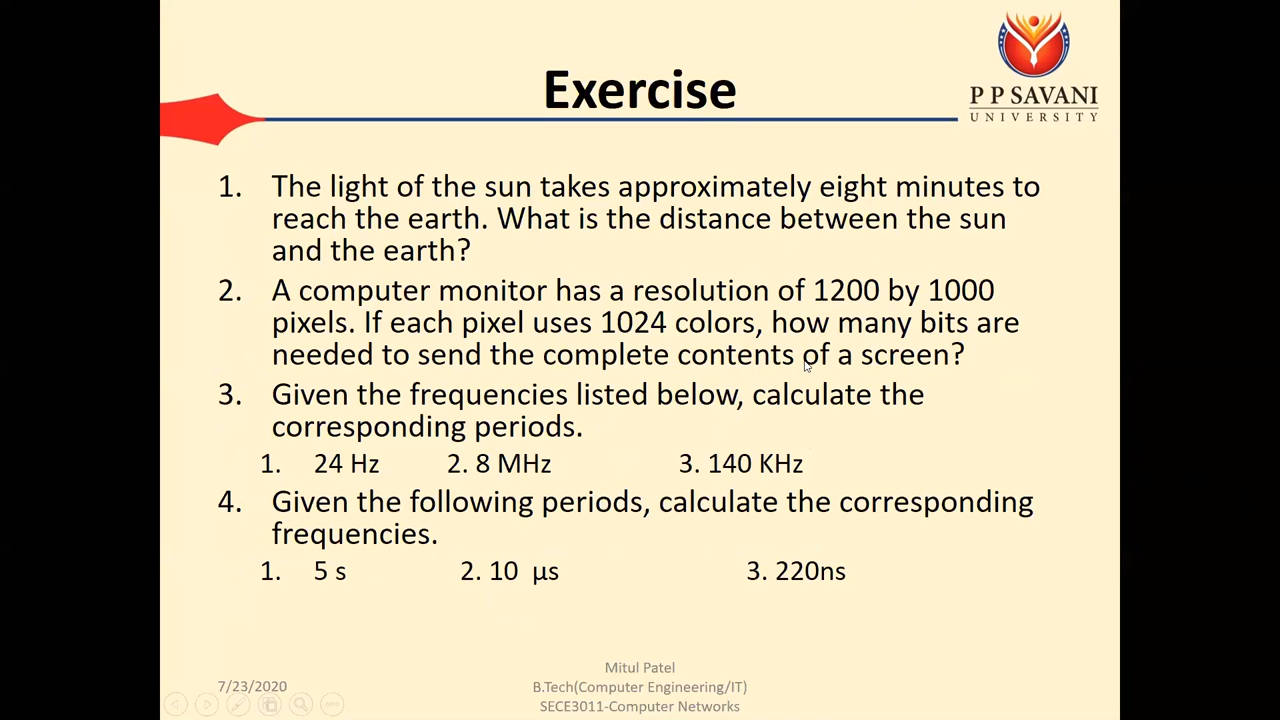 Exercise
P P SAVANI
UNIVERSITY
1. The light of the sun takes approximately eight minutes to
reach the earth. What is the distance between the sun
and the earth?
2. A computer monitor has a resolution of 1200 by 1000
pixels. If each pixel uses 1024 colors, how many bits are
needed to send the complete contents of a screen?
3. Given the frequencies listed below, calculate the
corresponding periods.
1. 24 Hz 2. 8 MHz 3. 140 KHz
4. Given the following periods, calculate the corresponding
frequencies.
1. 5 s 2. 10 µs 3. 220ns
Mitul Patel
7/23/2020 B.Tech(Computer Engineering/IT)
SECE3011-Computer Networks